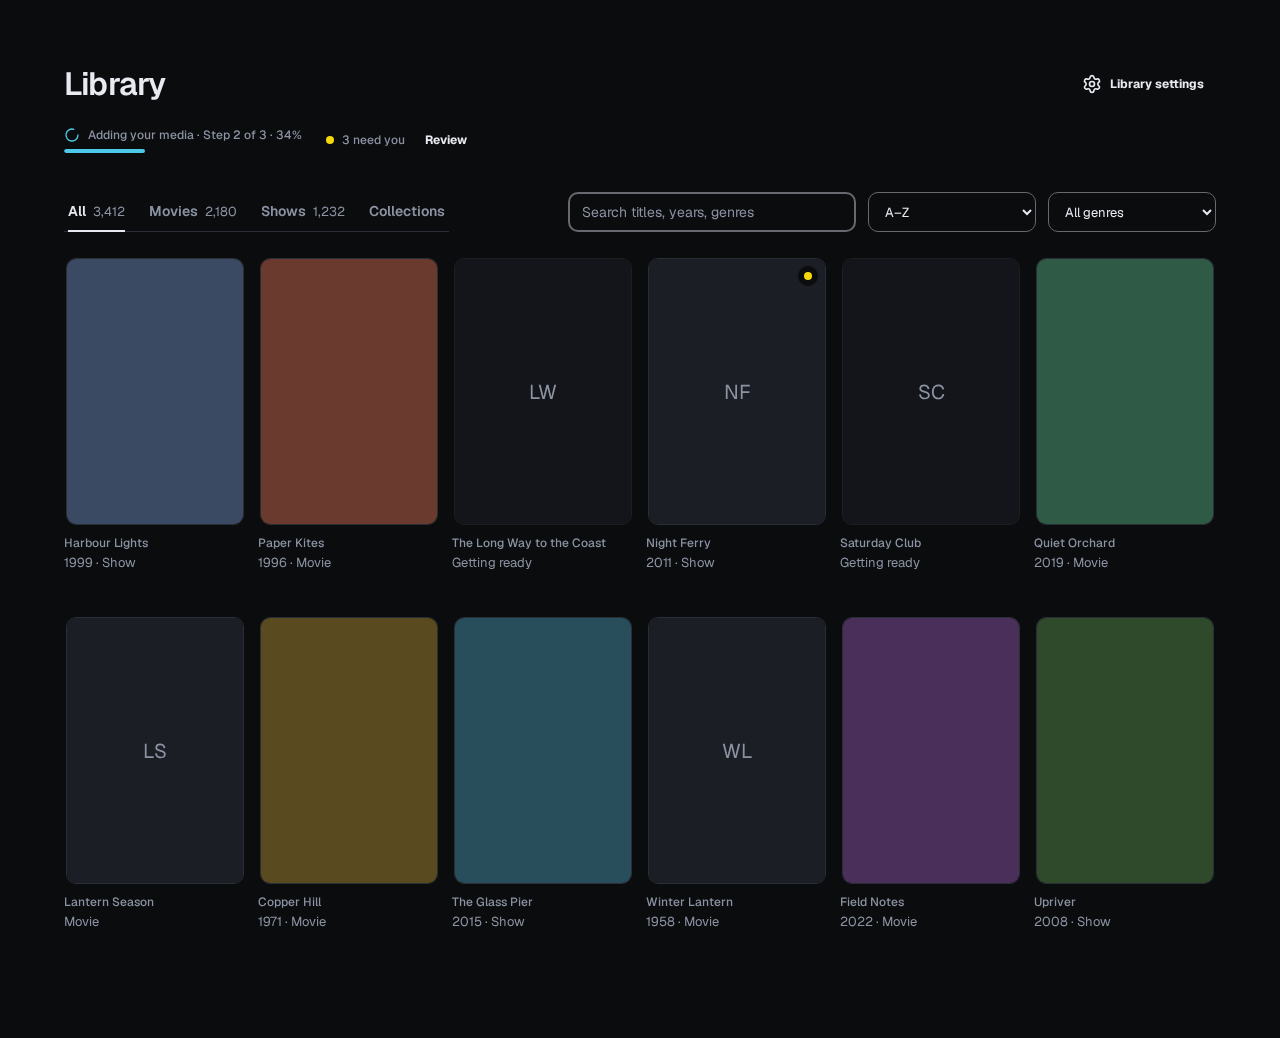 Library
Library settings
Adding your media · Step 2 of 3 · 34%
3 need you
Review
All 3,412
Movies 2,180
Shows 1,232
Collections
Search titles, years, genres
A–Z
All genres
LW
NF
SC
Harbour Lights
1999 · Show
Paper Kites
1996 · Movie
The Long Way to the Coast
Getting ready
Night Ferry
2011 · Show
Saturday Club
Getting ready
Quiet Orchard
2019 · Movie
LS
WL
Lantern Season
Movie
Copper Hill
1971 · Movie
The Glass Pier
2015 · Show
Winter Lantern
1958 · Movie
Field Notes
2022 · Movie
Upriver
2008 · Show